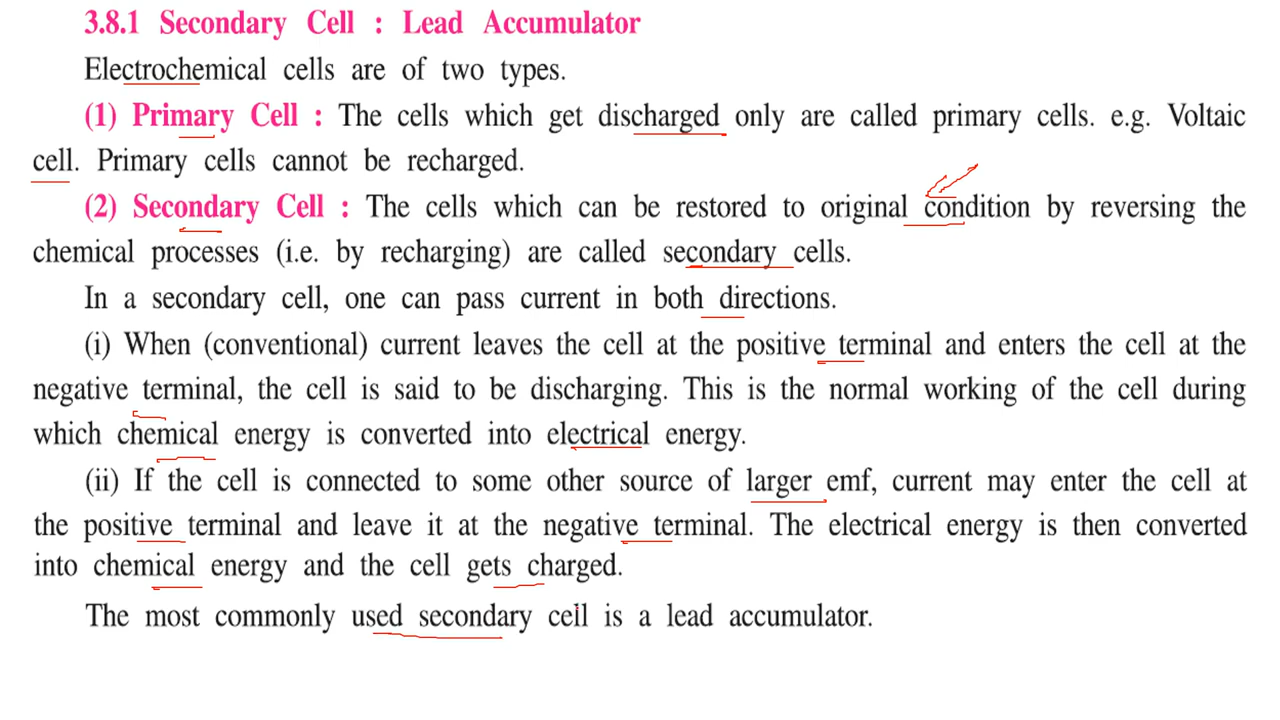 3.8.1 Secondary Cell : Lead Accumulator
Electrochemical cells are of two types.
(1) Primary Cell : The cells which get discharged only are called primary cells. e.g. Voltaic
cell. Primary cells cannot be recharged.
(2) Secondary Cell : The cells which can be restored to original condition by reversing the
chemical processes (i.e. by recharging) are called secondary cells.
In a secondary cell, one can pass current in both directions.
(i) When (conventional) current leaves the cell at the positive terminal and enters the cell at the
negative terminal, the cell is said to be discharging. This is the normal working of the cell during
which chemical energy is converted into electrical energy.
(ii) If the cell is connected to some other source of larger emf, current may enter the cell at
the positive terminal and leave it at the negative terminal. The electrical energy is then converted
into chemical energy and the cell gets charged.
The most commonly used secondary cell is a lead accumulator.